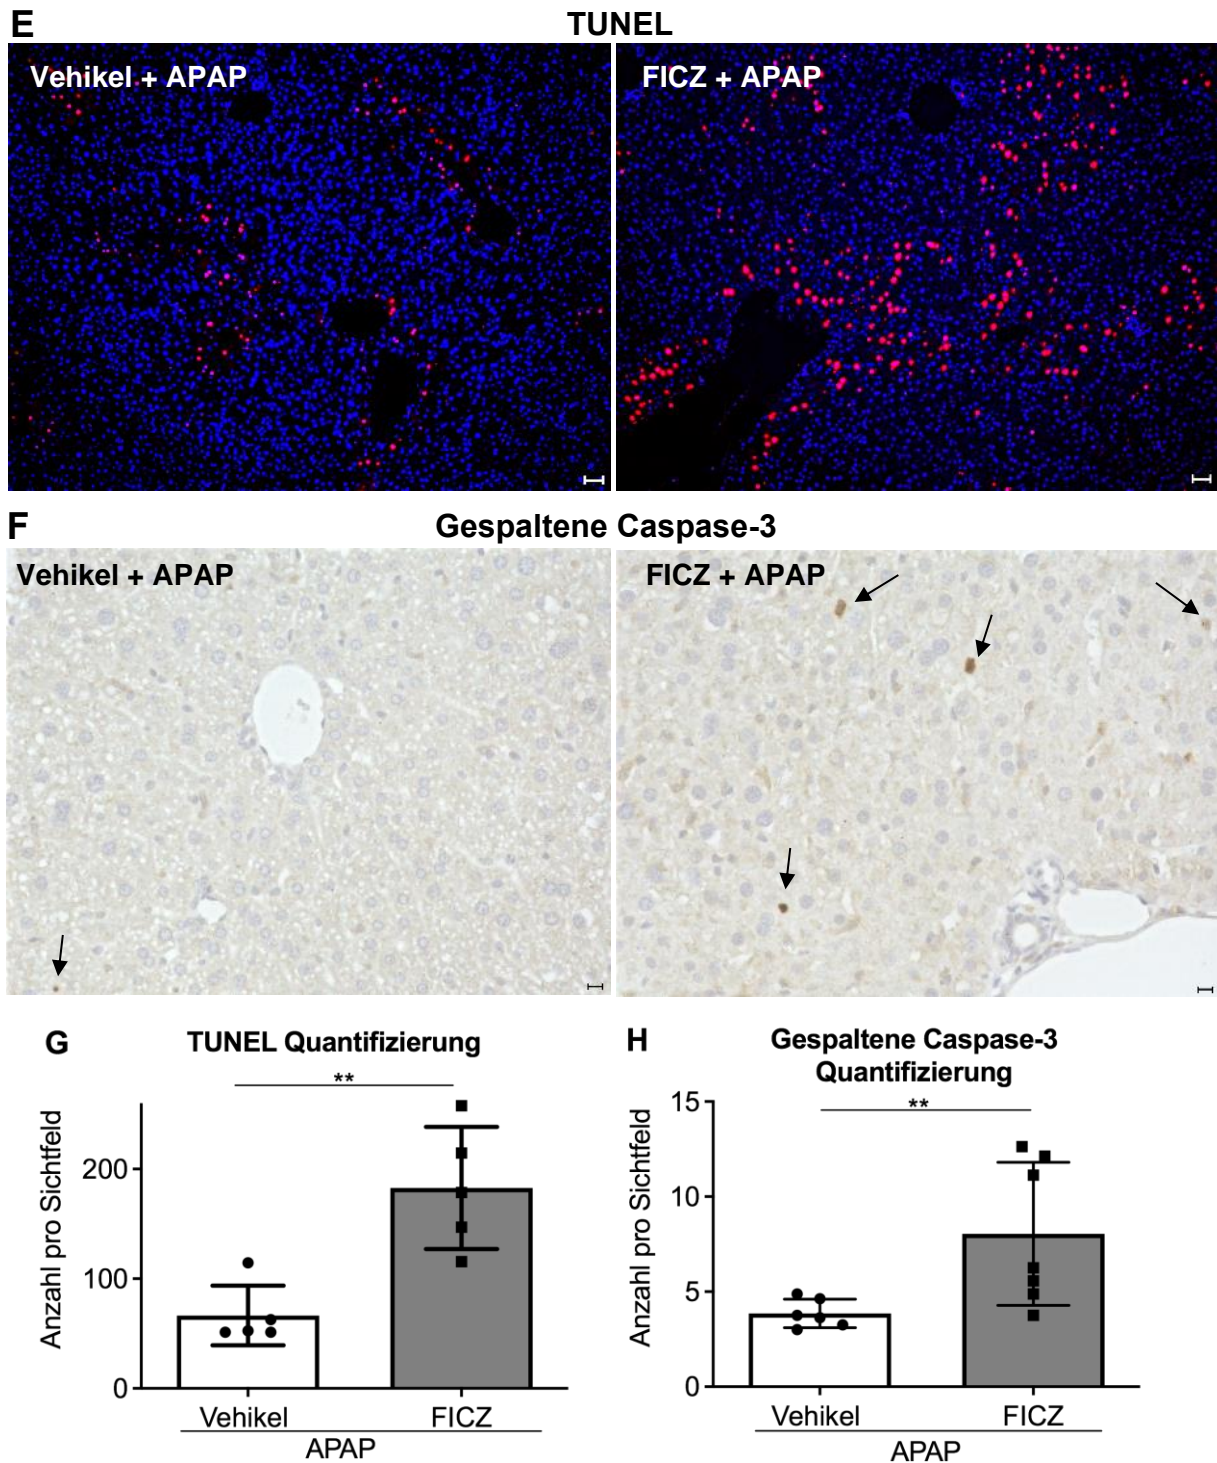 E
TUNEL
Vehikel + APAP
FICZ + APAP
F
Gespaltene Caspase-3
Vehikel + APAP
FICZ + APAP
G
TUNEL Quantifizierung
**
Anzahl pro Sichtfeld
200
100
0
Vehikel
FICZ
APAP
H
Gespaltene Caspase-3
Quantifizierung
**
Anzahl pro Sichtfeld
15
10
5
0
Vehikel
FICZ
APAP